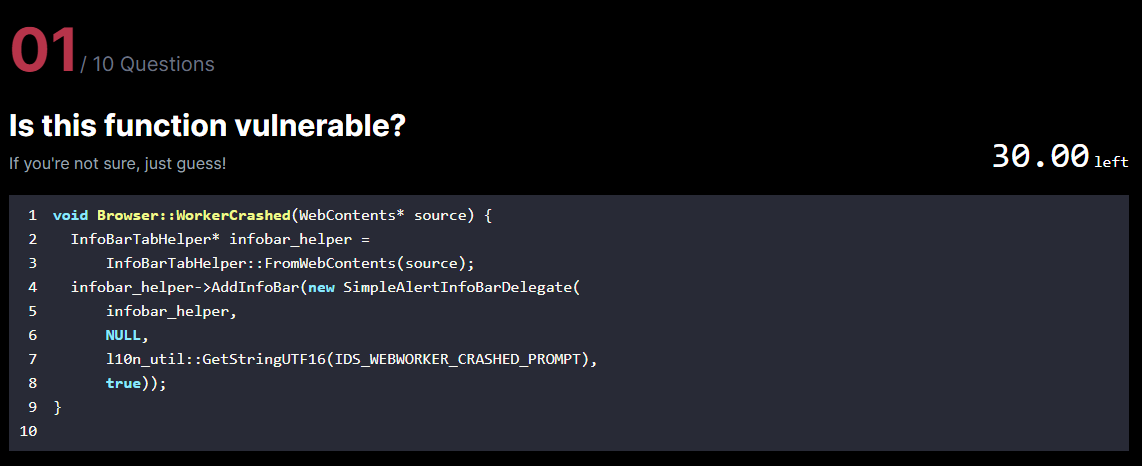 01 / 10 Questions
Is this function vulnerable?
If you're not sure, just guess!
30.00 left
1 void Browser::WorkerCrashed(WebContents* source) {
2   InfoBarTabHelper* infobar_helper =
3       InfoBarTabHelper::FromWebContents(source);
4   infobar_helper->AddInfoBar(new SimpleAlertInfoBarDelegate(
5       infobar_helper,
6       NULL,
7       l10n_util::GetStringUTF16(IDS_WEBWORKER_CRASHED_PROMPT),
8       true));
9 }
10